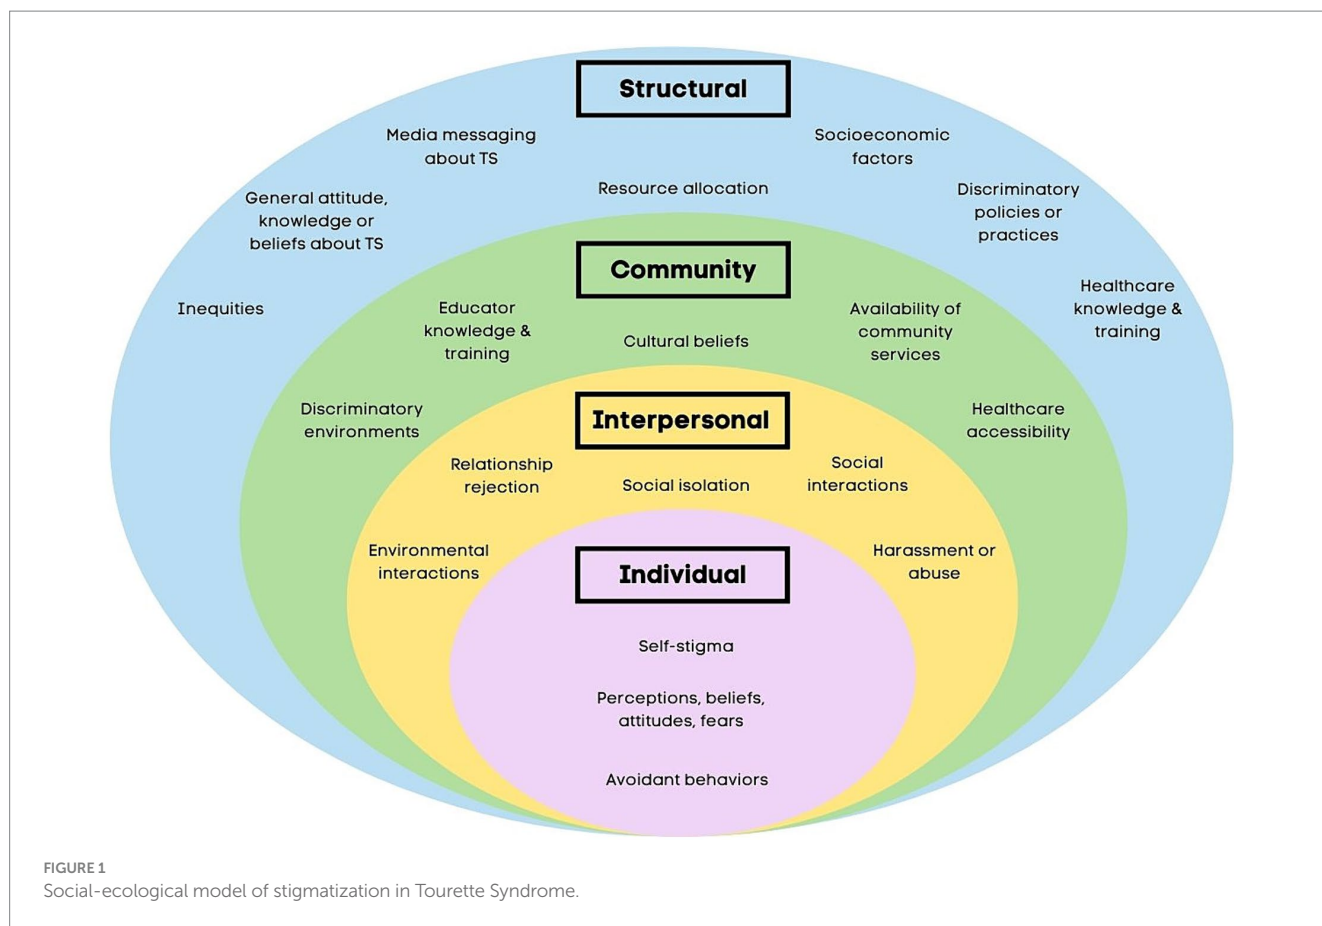 Structural
Media messaging
about TS
Socioeconomic
factors
General attitude,
knowledge or
beliefs about TS
Resource allocation
Discriminatory
policies or
practices
Inequities
Healthcare
knowledge &
training
Community
Educator
knowledge &
training
Cultural beliefs
Availability of
community
services
Discriminatory
environments
Healthcare
accessibility
Interpersonal
Relationship
rejection
Social isolation
Social
interactions
Environmental
interactions
Harassment or
abuse
Individual
Self-stigma
Perceptions, beliefs,
attitudes, fears
Avoidant behaviors
FIGURE 1
Social-ecological model of stigmatization in Tourette Syndrome.